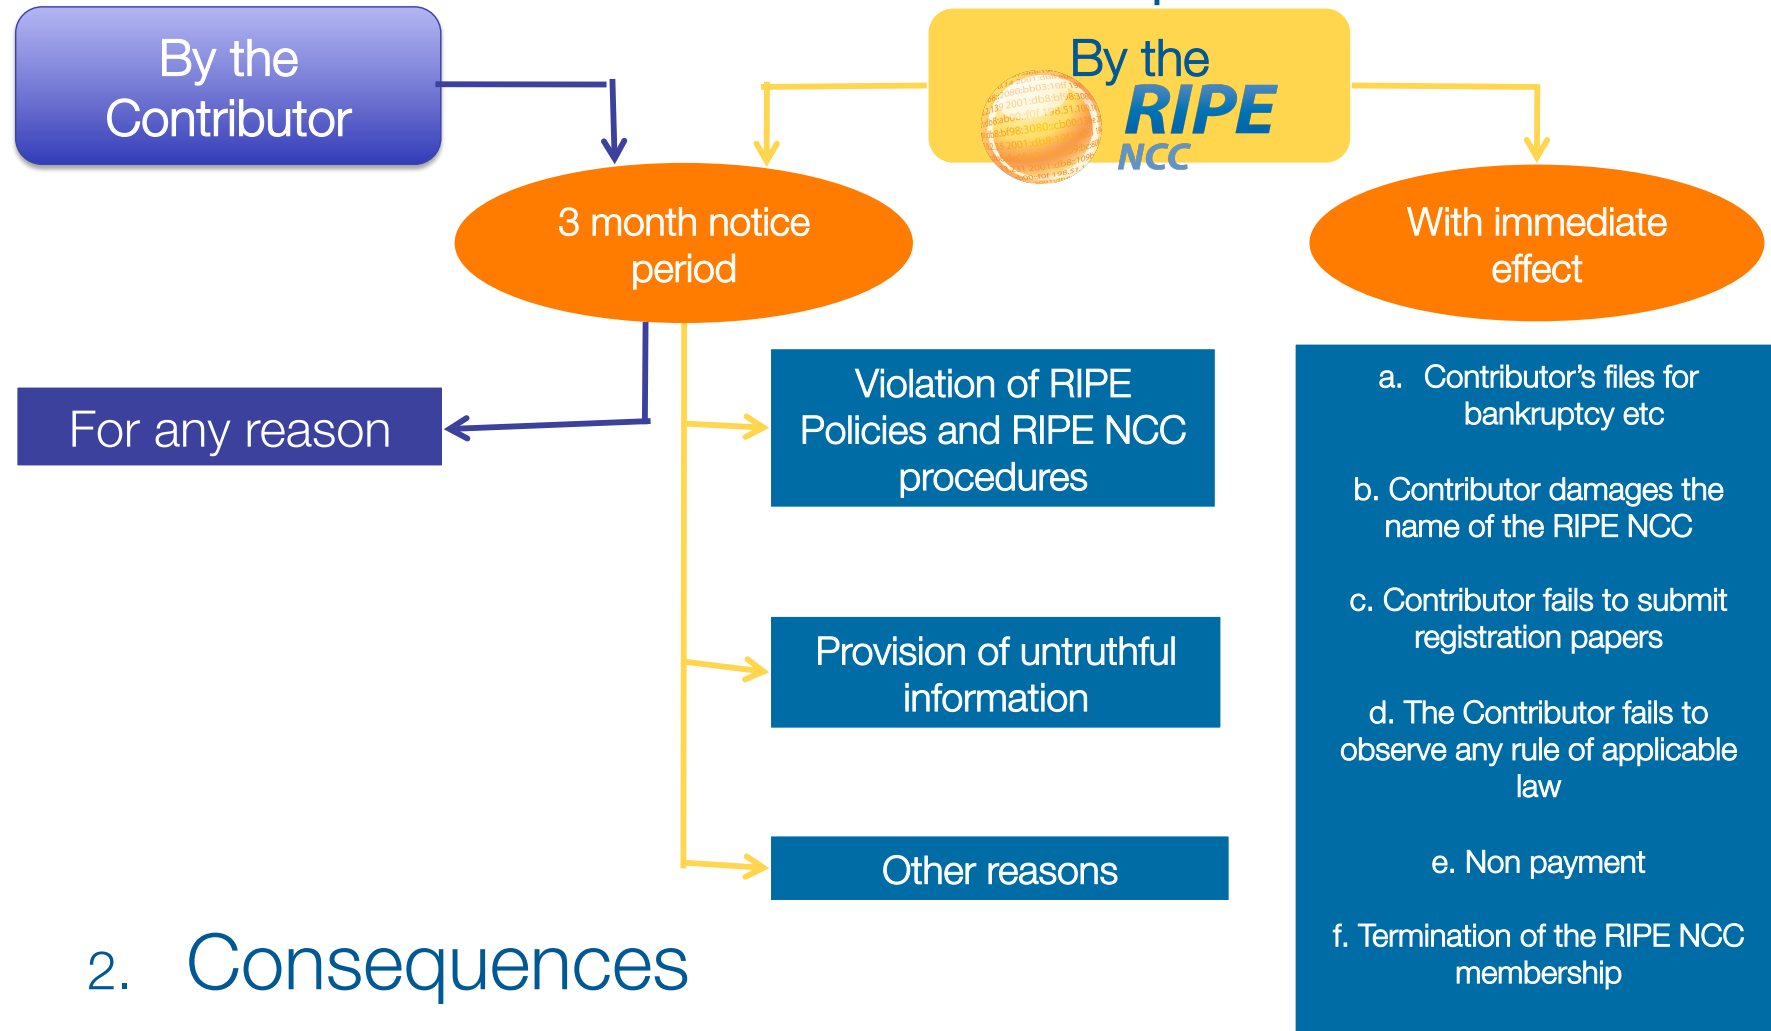 By the
Contributor
By the
RIPE
NCC
3 month notice
period
With immediate
effect
For any reason
Violation of RIPE
Policies and RIPE NCC
procedures
Provision of untruthful
information
Other reasons
a. Contributor’s files for
bankruptcy etc
b. Contributor damages the
name of the RIPE NCC
c. Contributor fails to submit
registration papers
d. The Contributor fails to
observe any rule of applicable
law
e. Non payment
f. Termination of the RIPE NCC
membership
2. Consequences